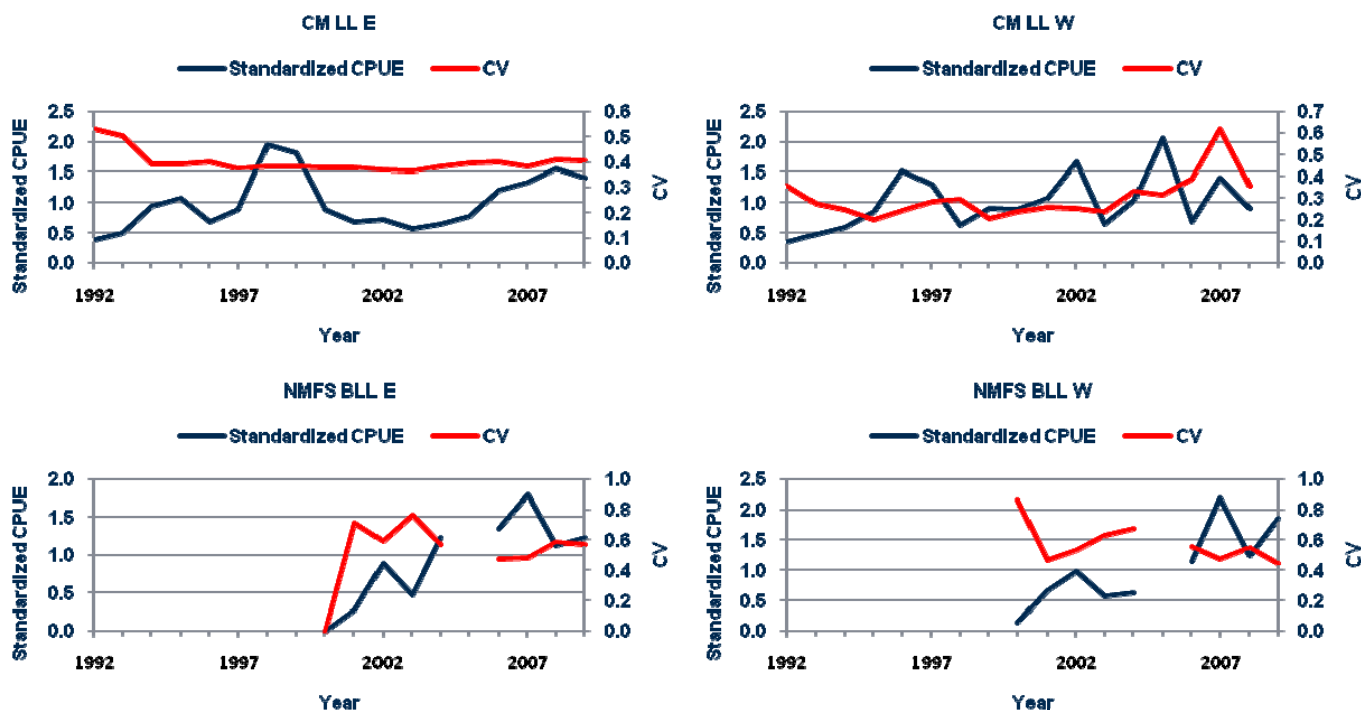 CM LL E
Standardized CPUE CV
2.5 0.6
2.0 0.5
1.5 0.4
1.0 0.3
0.5 0.2
0.0 0.1
0.0
Standardized CPUE
CV
1992 1997 2002 2007
Year
CM LL W
Standardized CPUE CV
2.5 0.7
2.0 0.6
1.5 0.5
1.0 0.4
0.5 0.3
0.0 0.2
0.1
0.0
Standardized CPUE
CV
1992 1997 2002 2007
Year
NMFS BLL E
Standardized CPUE CV
2.0 1.0
1.5 0.8
1.0 0.6
0.5 0.4
0.0 0.2
0.0
Standardized CPUE
CV
1992 1997 2002 2007
Year
NMFS BLL W
Standardized CPUE CV
2.5 1.0
2.0 0.8
1.5 0.6
1.0 0.4
0.5 0.2
0.0 0.0
Standardized CPUE
CV
1992 1997 2002 2007
Year